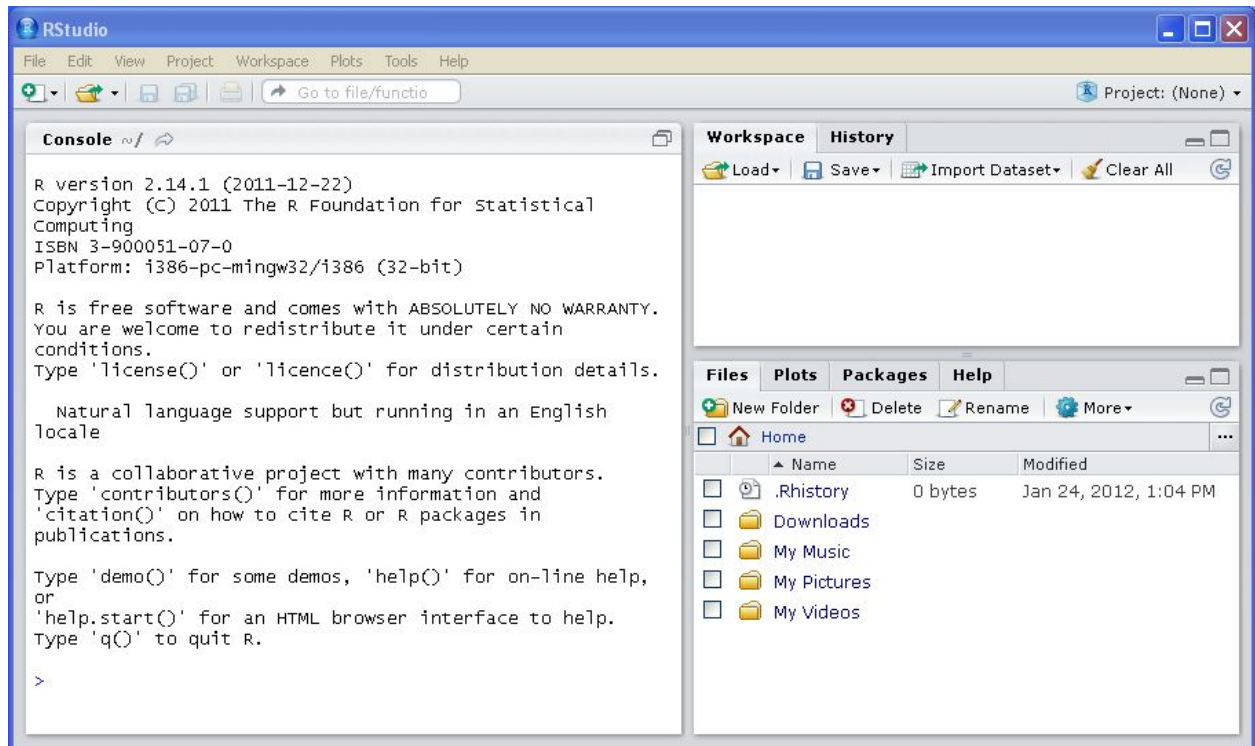 RStudio
File Edit View Project Workspace Plots Tools Help
Go to file/functio
Project: (None)
Console ~/
R version 2.14.1 (2011-12-22)
Copyright (C) 2011 The R Foundation for Statistical
Computing
ISBN 3-900051-07-0
Platform: i386-pc-mingw32/i386 (32-bit)
R is free software and comes with ABSOLUTELY NO WARRANTY.
You are welcome to redistribute it under certain
conditions.
Type 'license()' or 'licence()' for distribution details.
Natural language support but running in an English
locale
R is a collaborative project with many contributors.
Type 'contributors()' for more information and
'citation()' on how to cite R or R packages in
publications.
Type 'demo()' for some demos, 'help()' for on-line help,
or
'help.start()' for an HTML browser interface to help.
Type 'q()' to quit R.
>
Workspace History
Load Save Import Dataset Clear All
Files Plots Packages Help
New Folder Delete Rename More
Home ...
Name Size Modified
.Rhistory 0 bytes Jan 24, 2012, 1:04 PM
Downloads
My Music
My Pictures
My Videos